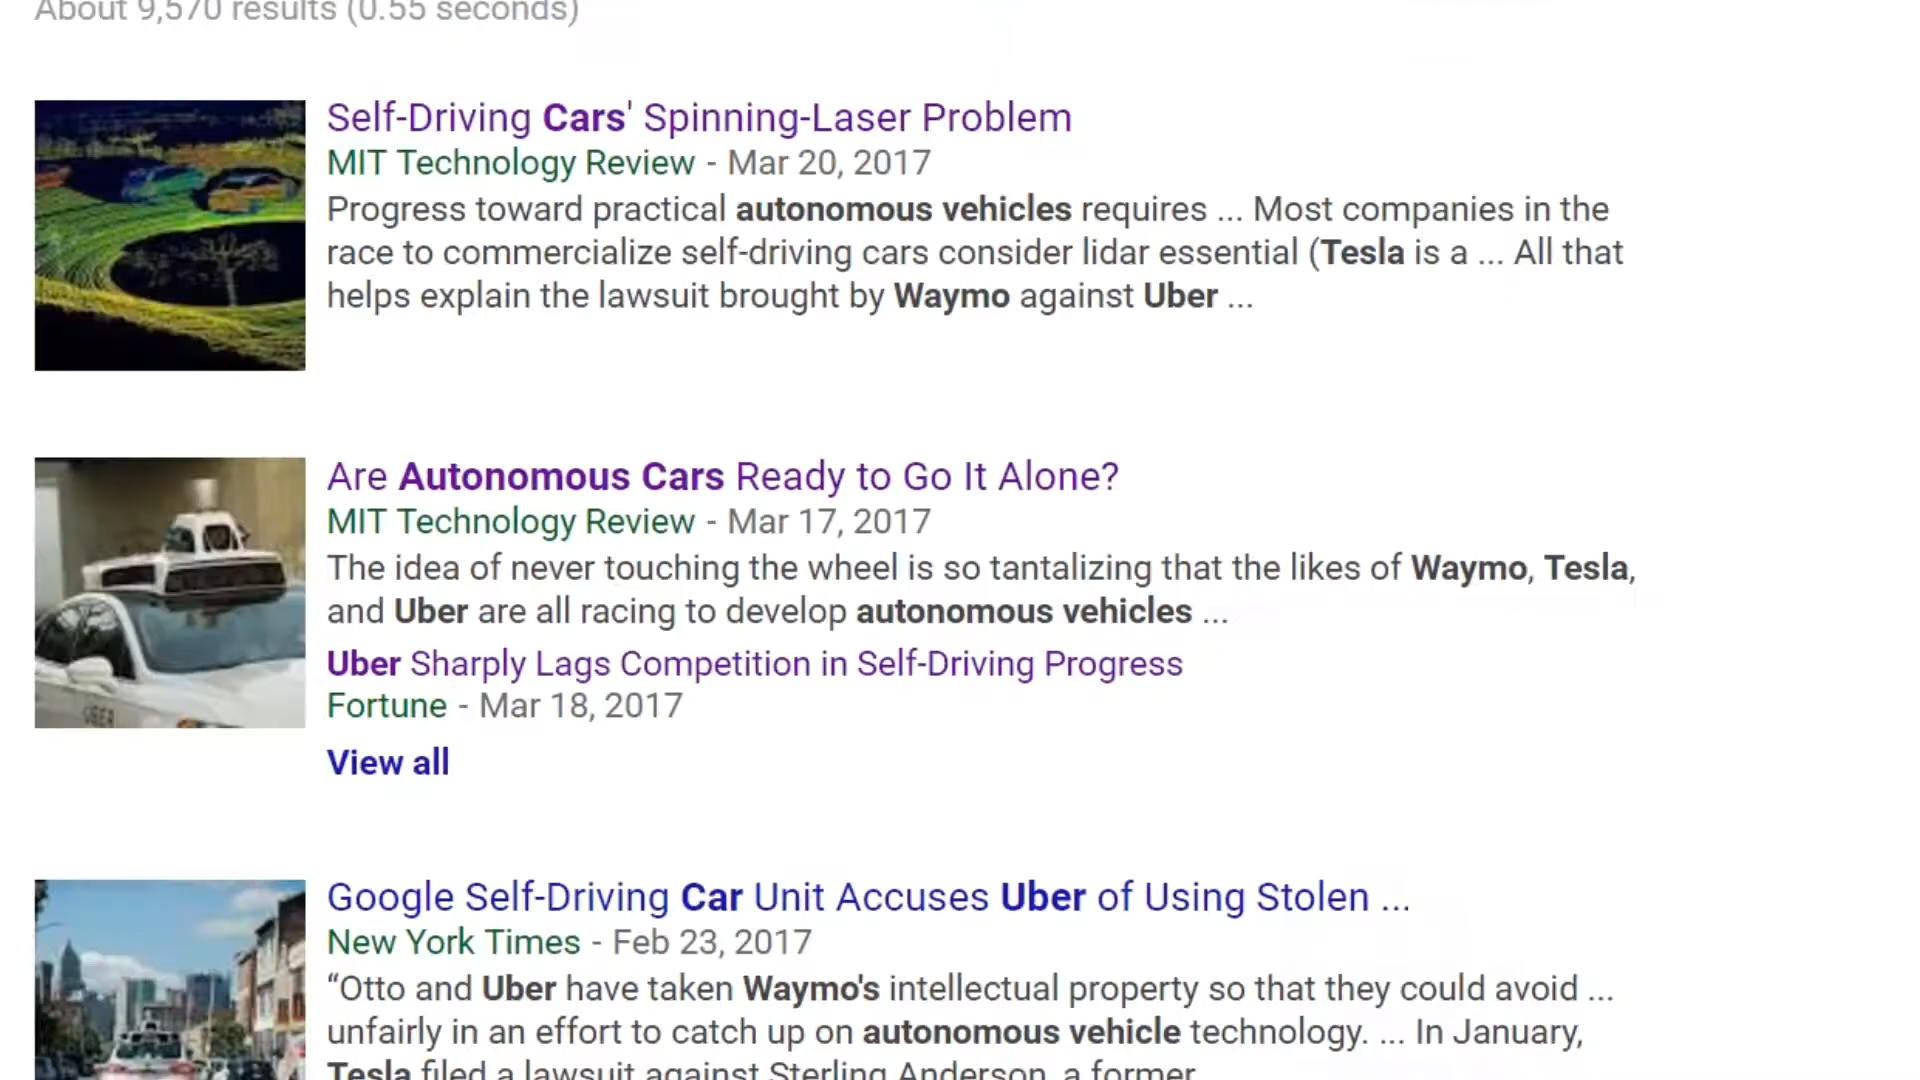 About 9,570 results (0.55 seconds)
Self-Driving Cars' Spinning-Laser Problem
MIT Technology Review - Mar 20, 2017
Progress toward practical autonomous vehicles requires ... Most companies in the
race to commercialize self-driving cars consider lidar essential (Tesla is a ... All that
helps explain the lawsuit brought by Waymo against Uber ...
Are Autonomous Cars Ready to Go It Alone?
MIT Technology Review - Mar 17, 2017
The idea of never touching the wheel is so tantalizing that the likes of Waymo, Tesla,
and Uber are all racing to develop autonomous vehicles ...
Uber Sharply Lags Competition in Self-Driving Progress
Fortune - Mar 18, 2017
View all
UBER
Google Self-Driving Car Unit Accuses Uber of Using Stolen ...
New York Times - Feb 23, 2017
“Otto and Uber have taken Waymo's intellectual property so that they could avoid ...
unfairly in an effort to catch up on autonomous vehicle technology. ... In January,
Tesla filed a lawsuit against Sterling Anderson, a former